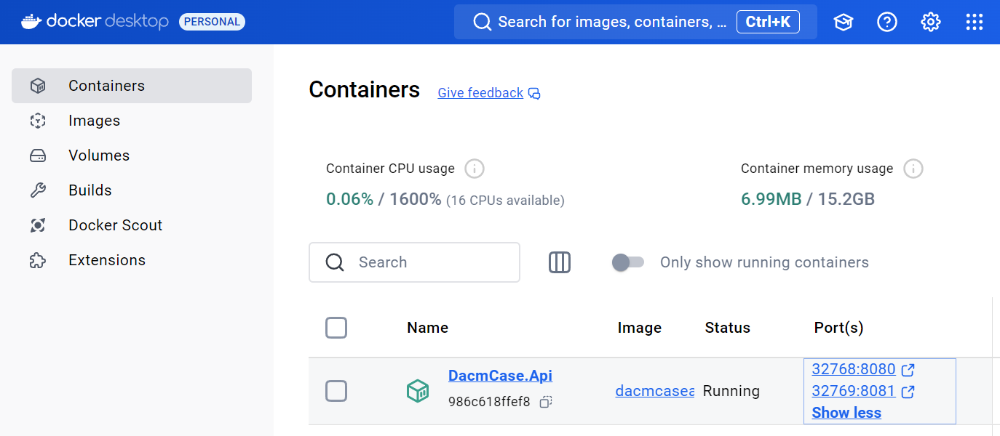 docker desktop PERSONAL
Search for images, containers, ... Ctrl+K
Containers
Images
Volumes
Builds
Docker Scout
Extensions
Containers Give feedback
Container CPU usage
0.06% / 1600% (16 CPUs available)
Container memory usage
6.99MB / 15.2GB
Search
Only show running containers
Name Image Status Port(s)
DacmCase.Api
986c618ffef8
dacmcasea
Running
32768:8080
32769:8081
Show less